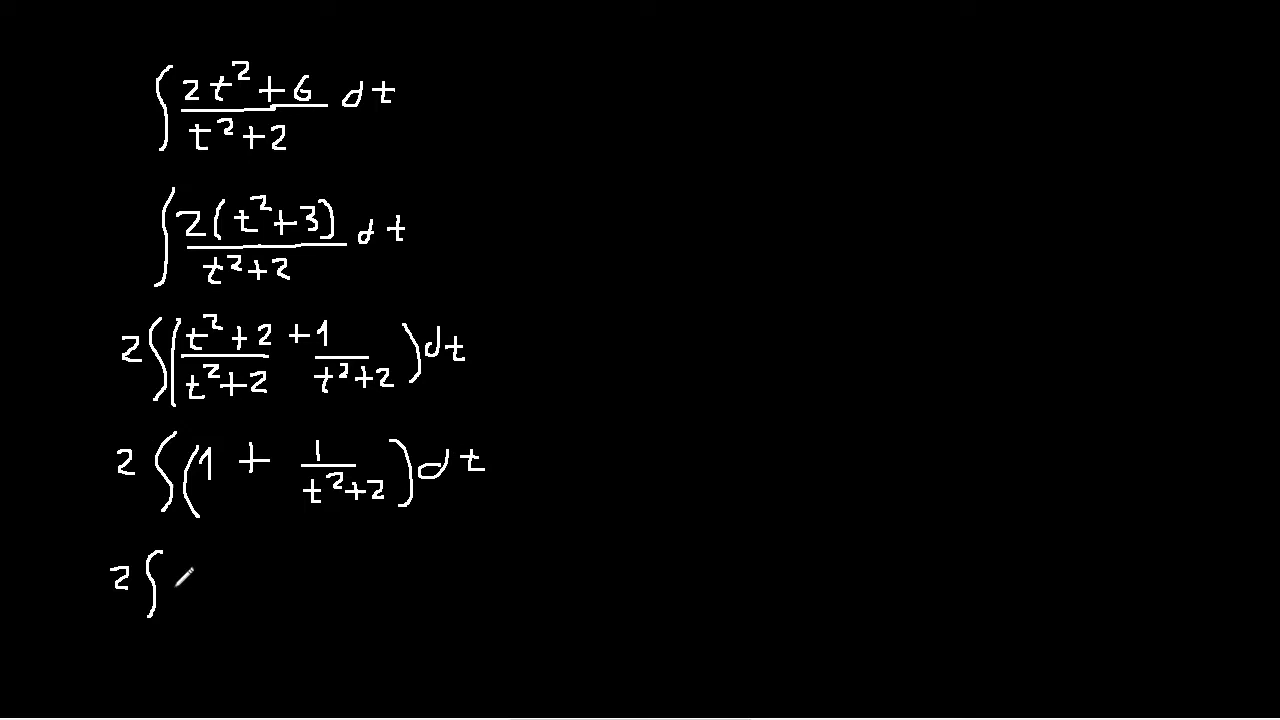 ∫ (2t²+6)/(t²+2) dt
∫ 2(t²+3)/(t²+2) dt
2∫((t²+2)/(t²+2) + 1/(t²+2))dt
2∫(1 + 1/(t²+2))dt
2∫